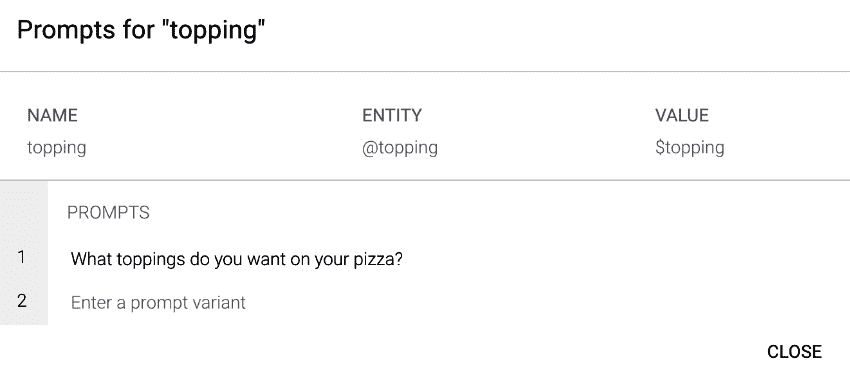 Prompts for "topping"
NAME ENTITY VALUE
topping @topping $topping
PROMPTS
1 What toppings do you want on your pizza?
2 Enter a prompt variant
CLOSE